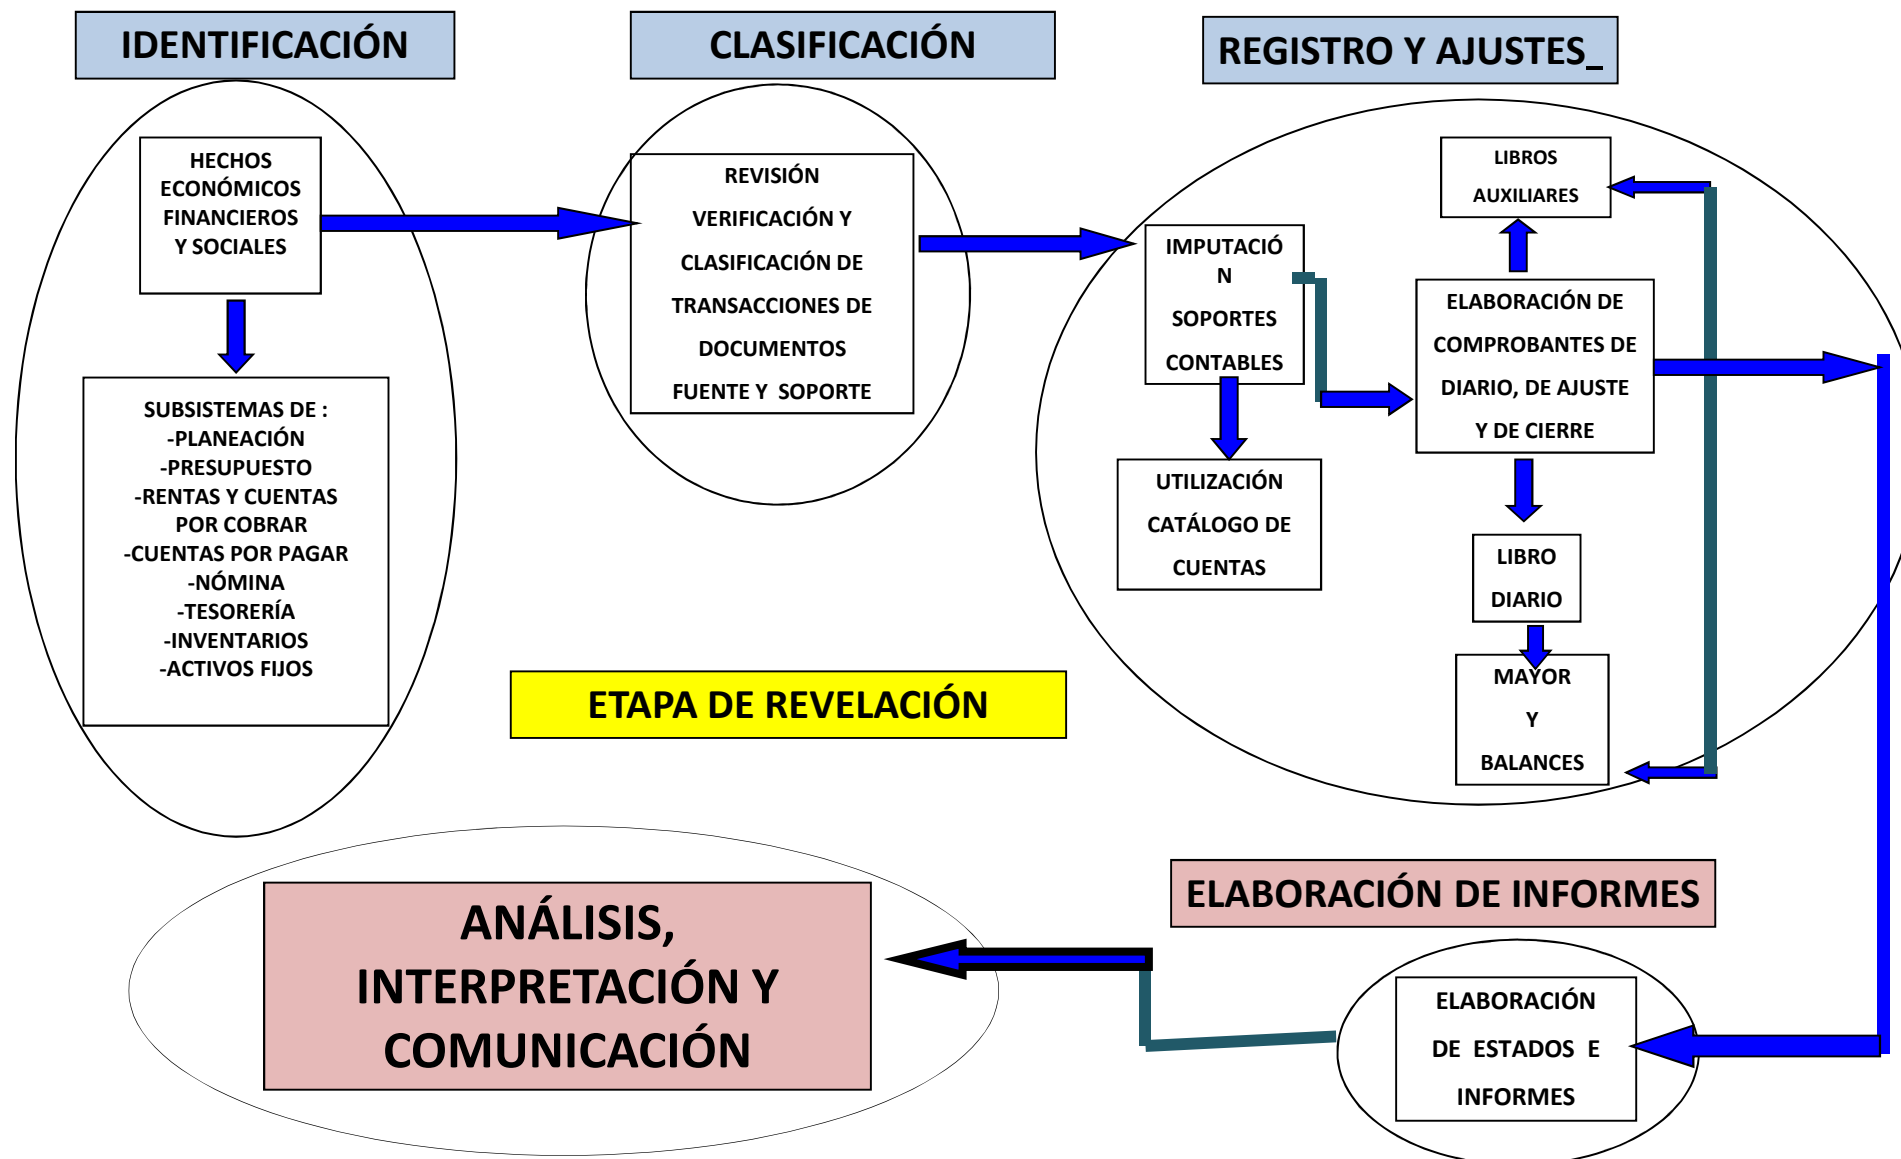 IDENTIFICACIÓN
CLASIFICACIÓN
REGISTRO Y AJUSTES_
HECHOS
ECONÓMICOS
FINANCIEROS
Y SOCIALES
SUBSISTEMAS DE :
-PLANEACIÓN
-PRESUPUESTO
-RENTAS Y CUENTAS
POR COBRAR
-CUENTAS POR PAGAR
-NÓMINA
-TESORERÍA
-INVENTARIOS
-ACTIVOS FIJOS
REVISIÓN
VERIFICACIÓN Y
CLASIFICACIÓN DE
TRANSACCIONES DE
DOCUMENTOS
FUENTE Y SOPORTE
IMPUTACIÓ
N
SOPORTES
CONTABLES
UTILIZACIÓN
CATÁLOGO DE
CUENTAS
LIBROS
AUXILIARES
ELABORACIÓN DE
COMPROBANTES DE
DIARIO, DE AJUSTE
Y DE CIERRE
LIBRO
DIARIO
MAYOR
Y
BALANCES
ETAPA DE REVELACIÓN
ELABORACIÓN DE INFORMES
ELABORACIÓN
DE ESTADOS E
INFORMES
ANÁLISIS,
INTERPRETACIÓN Y
COMUNICACIÓN